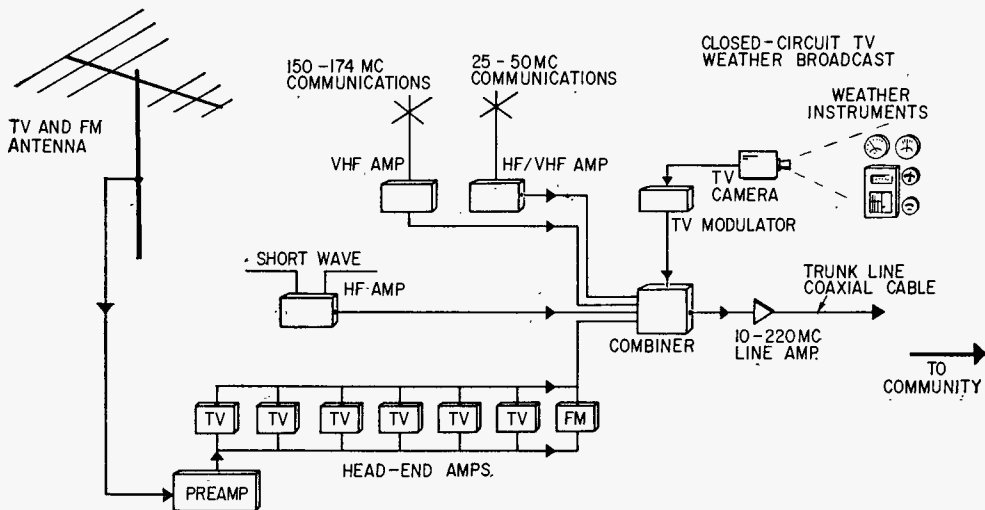 CLOSED-CIRCUIT TV
WEATHER BROADCAST
150-174 MC
COMMUNICATIONS
25-50MC
COMMUNICATIONS
WEATHER
INSTRUMENTS
TV AND FM
ANTENNA
VHF AMP
HF/VHF AMP
TV
CAMERA
TV MODULATOR
SHORT WAVE
HF AMP
TRUNK LINE
COAXIAL CABLE
COMBINER
10-220MC
LINE AMP.
TO
COMMUNITY
TV TV TV TV TV TV FM
HEAD-END AMPS.
PREAMP